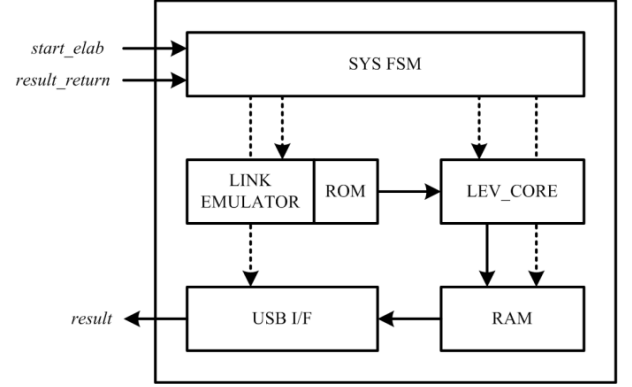 start_elab
SYS FSM
result_return
LINK
EMULATOR
ROM
LEV_CORE
result
USB I/F
RAM